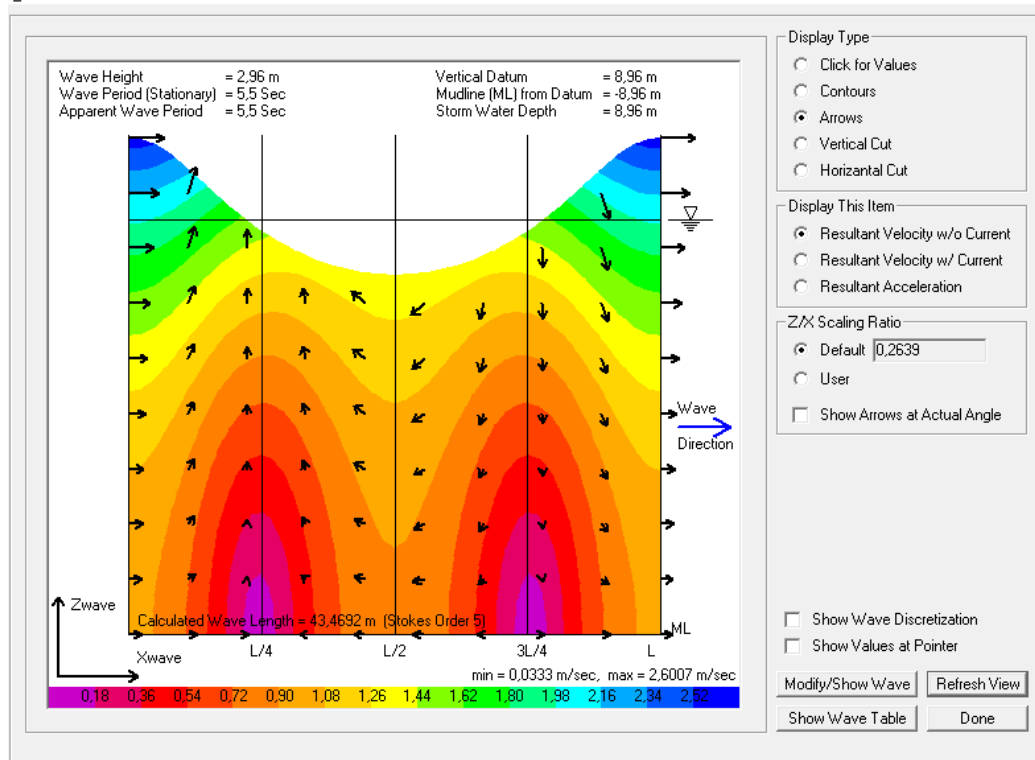 Wave Height = 2,96 m
Wave Period (Stationary) = 5,5 Sec
Apparent Wave Period = 5,5 Sec
Vertical Datum = 8,96 m
Mudline (ML) from Datum = -8,96 m
Storm Water Depth = 8,96 m
Wave
Direction
Zwave
Calculated Wave Length = 43,4692 m (Stokes Order 5)
ML
Xwave
L/4
L/2
3L/4
L
min = 0,0333 m/sec, max = 2,6007 m/sec
0,18 0,36 0,54 0,72 0,90 1,08 1,26 1,44 1,62 1,80 1,98 2,16 2,34 2,52
Display Type
Click for Values
Contours
Arrows
Vertical Cut
Horizantal Cut
Display This Item
Resultant Velocity w/o Current
Resultant Velocity w/ Current
Resultant Acceleration
Z/X Scaling Ratio
Default 0,2639
User
Show Arrows at Actual Angle
Show Wave Discretization
Show Values at Pointer
Modify/Show Wave
Refresh View
Show Wave Table
Done